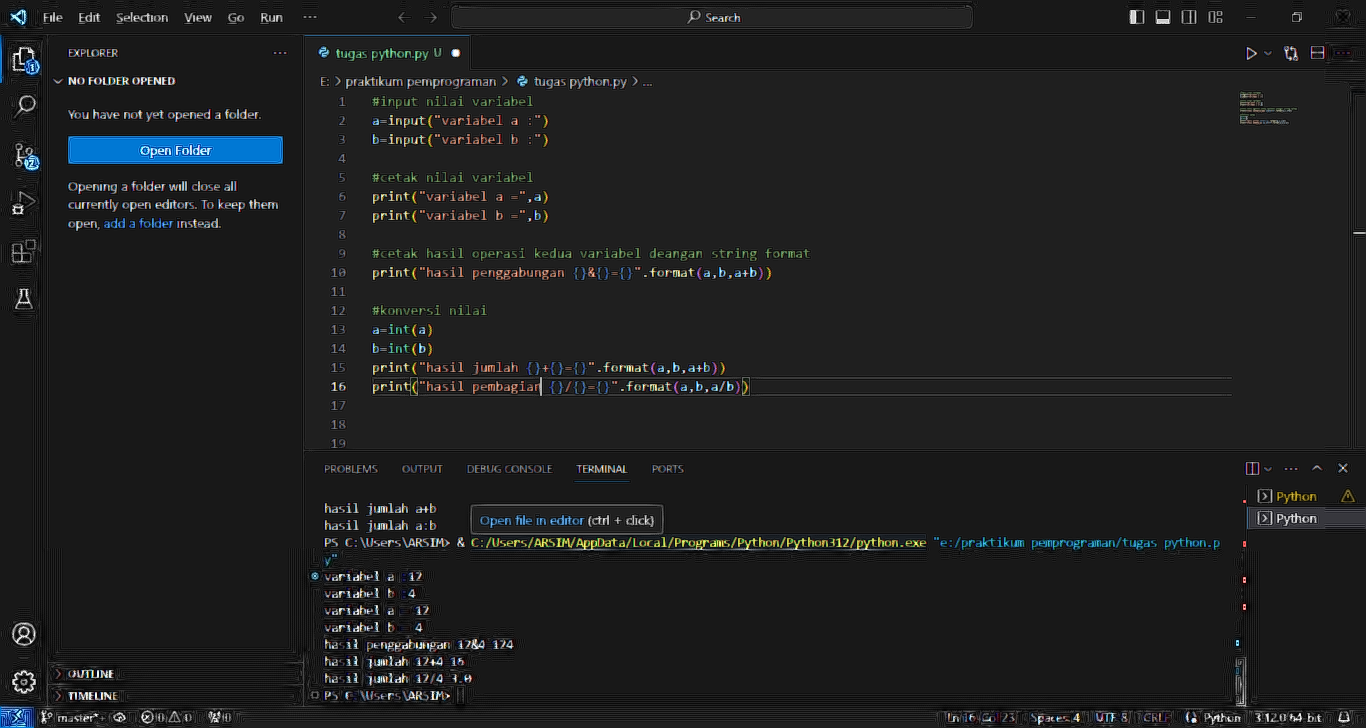 File Edit Selection View Go Run ··· Search
EXPLORER ···
NO FOLDER OPENED
You have not yet opened a folder.
Open Folder
Opening a folder will close all
currently open editors. To keep them
open, add a folder instead.
OUTLINE
TIMELINE
tugas python.py U
E: > praktikum pemprograman > tugas python.py > ...
1 #input nilai variabel
2 a=input("variabel a :")
3 b=input("variabel b :")
4
5 #cetak nilai variabel
6 print("variabel a =",a)
7 print("variabel b =",b)
8
9 #cetak hasil operasi kedua variabel deangan string format
10 print("hasil penggabungan {}&{}={}".format(a,b,a+b))
11
12 #konversi nilai
13 a=int(a)
14 b=int(b)
15 print("hasil jumlah {}+{}={}".format(a,b,a+b))
16 print("hasil pembagian {}/{}={}".format(a,b,a/b))
17
18
19
PROBLEMS OUTPUT DEBUG CONSOLE TERMINAL PORTS
hasil jumlah a+b
hasil jumlah a:b
Open file in editor (ctrl + click)
PS C:\Users\ARSIM> & C:/Users/ARSIM/AppData/Local/Programs/Python/Python312/python.exe "e:/praktikum pemprograman/tugas python.p
y"
variabel a :12
variabel b :4
variabel a 12
variabel b 4
hasil penggabungan 12&4 124
hasil jumlah 12+4 16
hasil jumlah 12/4 3.0
PS C:\Users\ARSIM>
Python
Python
master* 0 0 0 Ln 16, Col 23 Spaces: 4 UTF-8 CRLF Python 3.12.0 64-bit